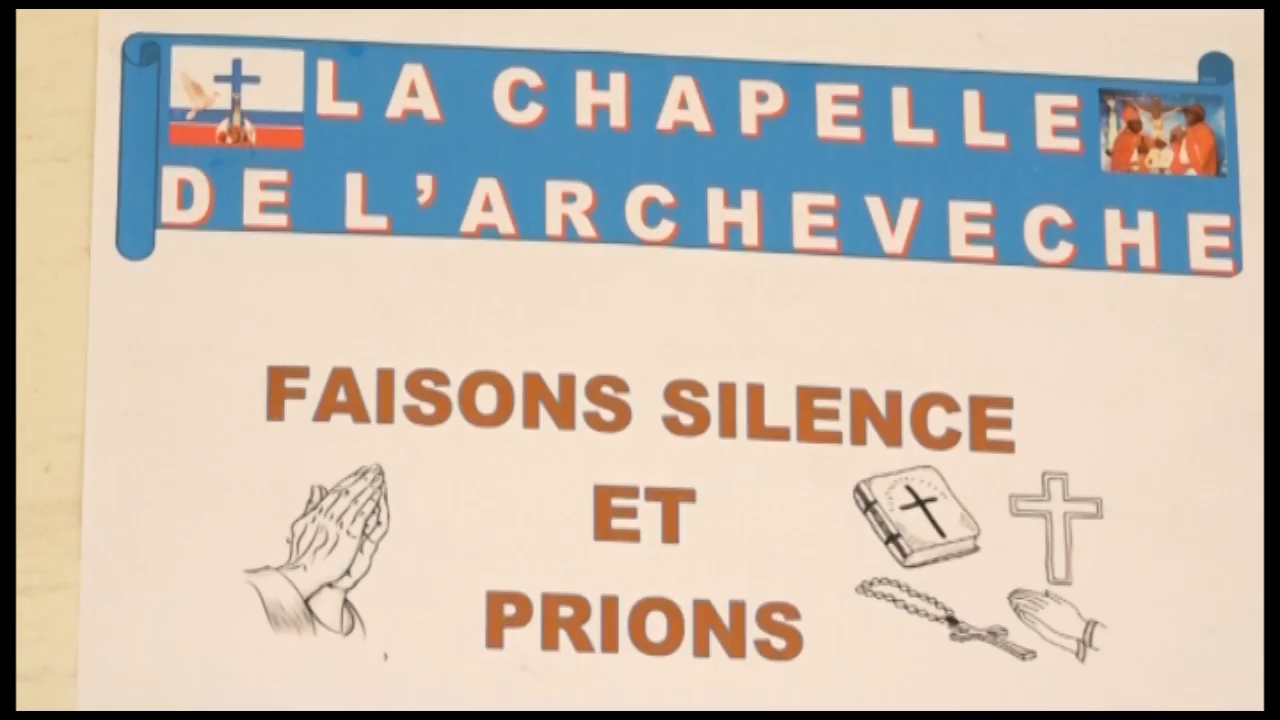 LA CHAPELLE
DE L'ARCHEVECHE
FAISONS SILENCE
ET
PRIONS